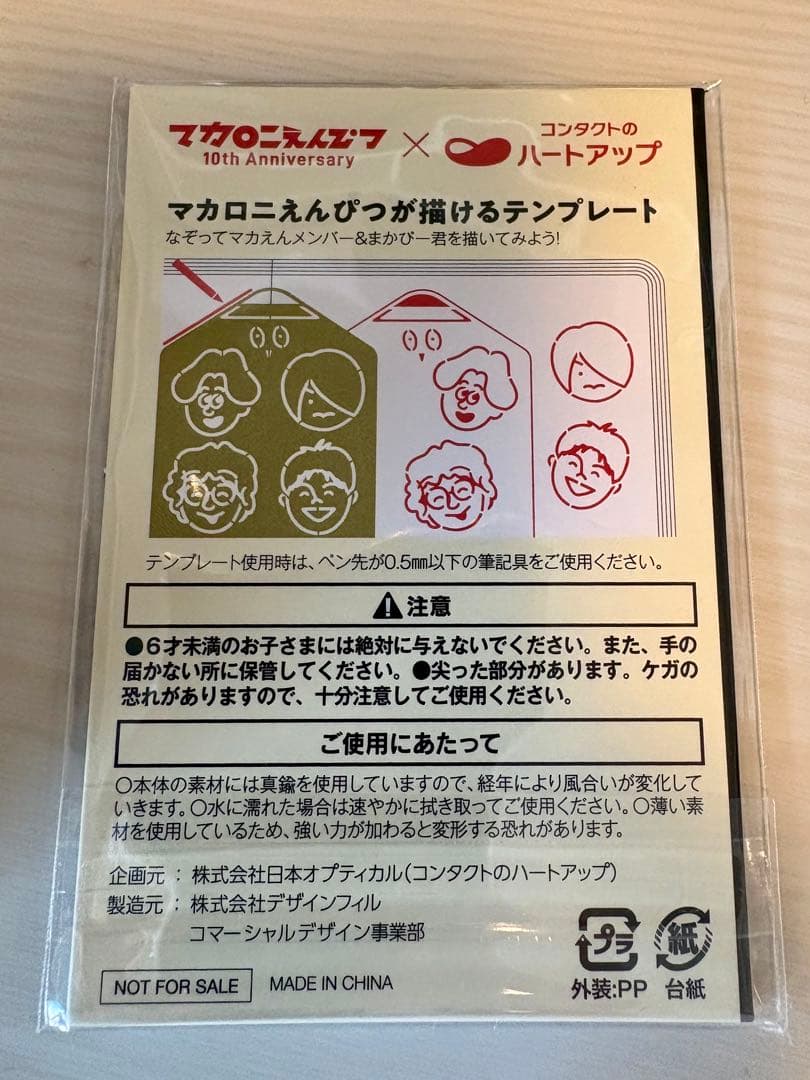 マカロニえんぴつ
10th Anniversary
×
コンタクトの
ハートアップ
マカロニえんぴつが描けるテンプレート
なぞってマカえんメンバー&まかぴー君を描いてみよう!
テンプレート使用時は、ペン先が0.5㎜以下の筆記具をご使用ください。
注意
●6才未満のお子さまには絶対に与えないでください。また、手の
届かない所に保管してください。●尖った部分があります。ケガの
恐れがありますので、十分注意してご使用ください。
ご使用にあたって
○本体の素材には真鍮を使用していますので、経年により風合いが変化して
いきます。○水に濡れた場合は速やかに拭き取ってご使用ください。○薄い素
材を使用しているため、強い力が加わると変形する恐れがあります。
企画元:株式会社日本オプティカル(コンタクトのハートアップ)
製造元:株式会社デザインフィル
コマーシャルデザイン事業部
NOT FOR SALE
MADE IN CHINA
プラ
外装:PP
紙
台紙